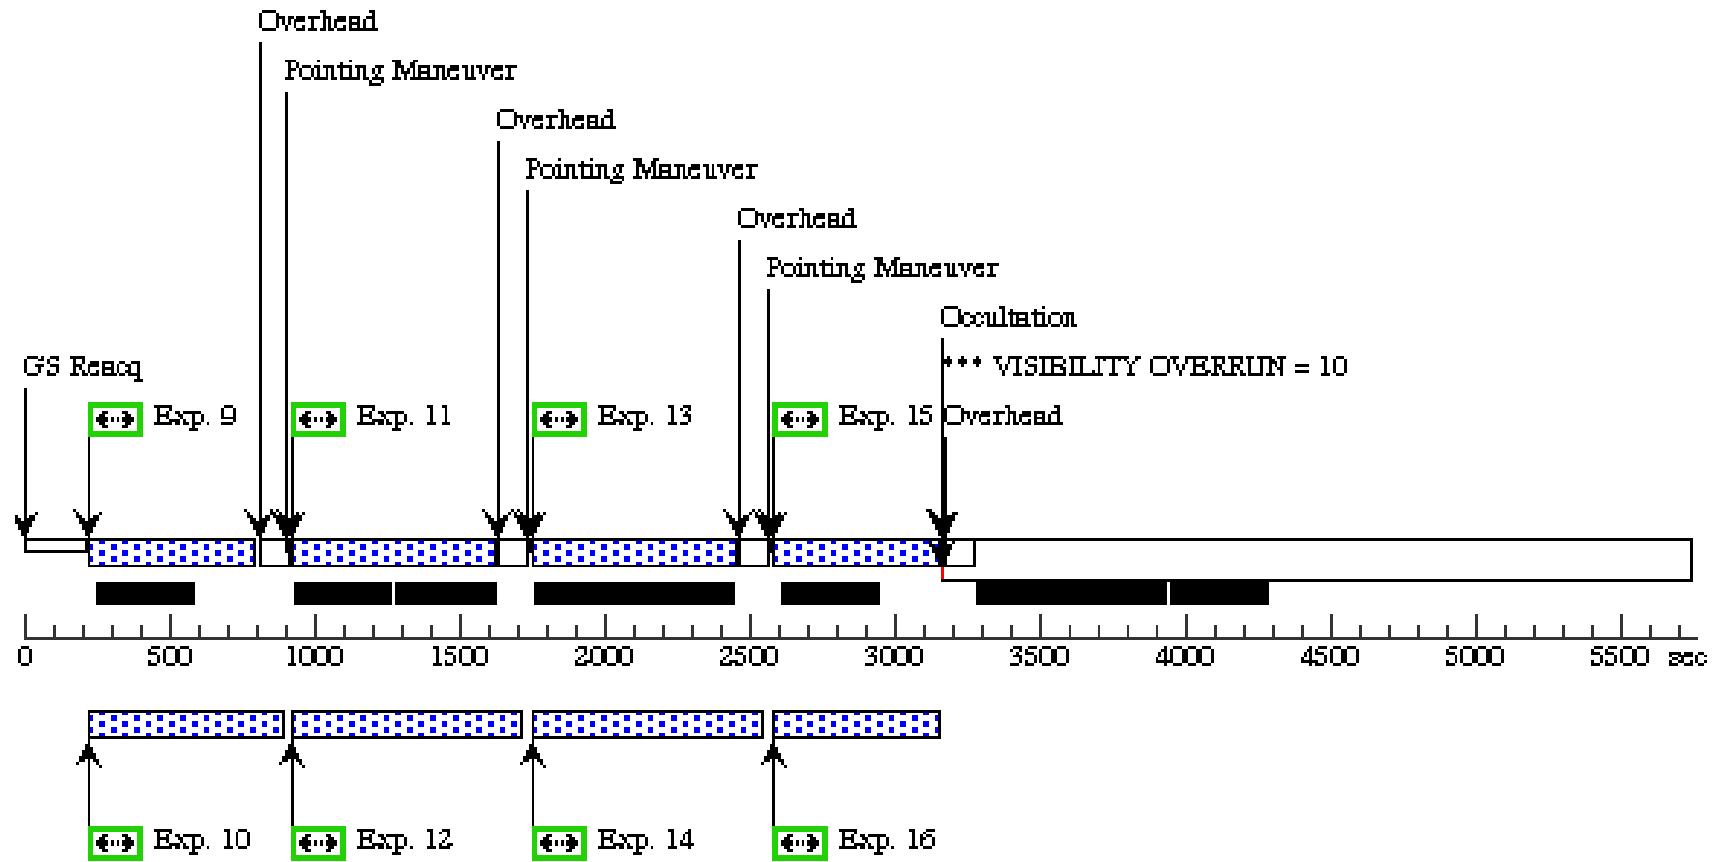 Overhead
Pointing Maneuver
Overhead
Pointing Maneuver
Overhead
Pointing Maneuver
Occultation
GS Reacq
*** VISIBILITY OVERRUN = 10
Exp. 9
Exp. 11
Exp. 13
Exp. 15
Overhead
0 500 1000 1500 2000 2500 3000 3500 4000 4500 5000 5500 sec
Exp. 10
Exp. 12
Exp. 14
Exp. 16